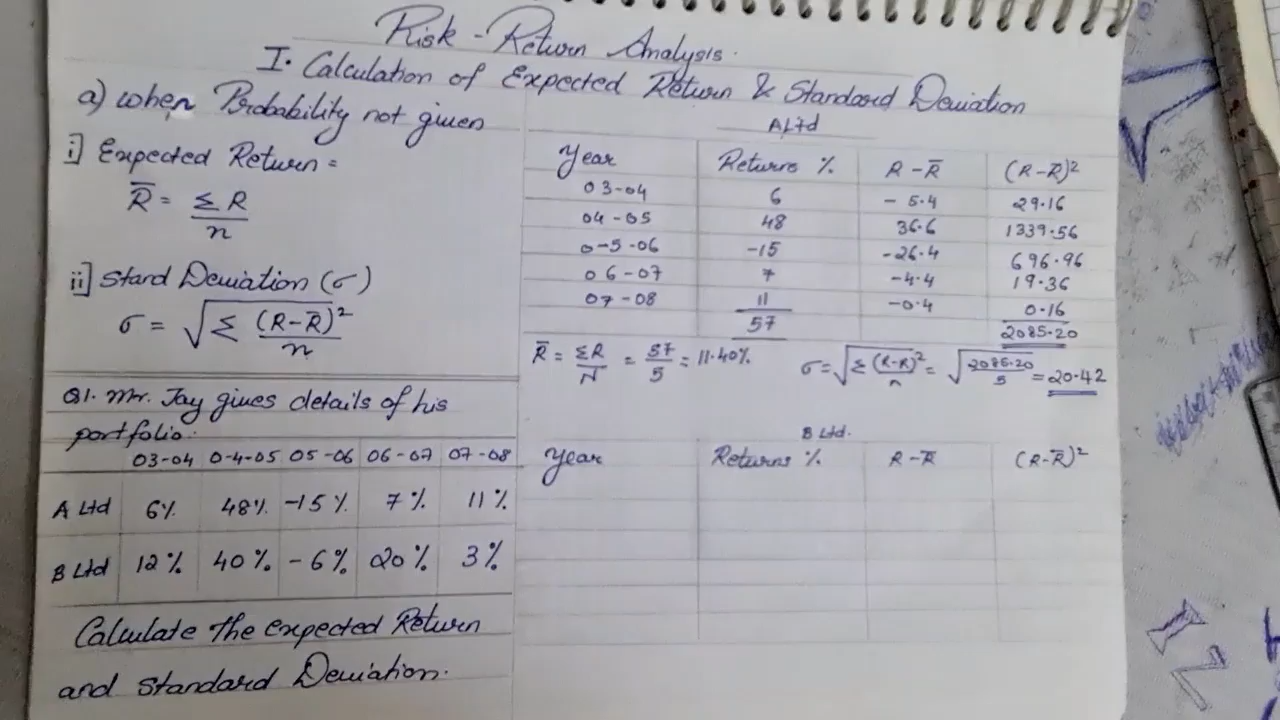 Risk - Return Analysis.
I. Calculation of Expected Return & Standard Deviation
a) when Probability not given
i] Expected Return =
R̅ = ΣR
n
ii] Stard Deviation (σ)
σ = √Σ (R-R̅)²
n
Q1. Mr. Jay gives details of his
portfolio.
03-04 0-4-05 05-06 06-07 07-08
A Ltd 6% 48% -15% 7% 11%
B Ltd 12% 40% -6% 20% 3%
Calculate the expected Return
and standard Deviation.
A Ltd
Year Returns % R-R̅ (R-R̅)²
03-04 6 -5.4 29.16
04-05 48 36.6 1339.56
0-5-06 -15 -26.4 696.96
06-07 7 -4.4 19.36
07-08 11 -0.4 0.16
57 2085.20
R̅ = ΣR/N = 57/5 = 11.40% σ = √Σ (R-R)²/n = √2085.20/5 = 20.42
B Ltd.
Year Returns % R-R̅ (R-R̅)²